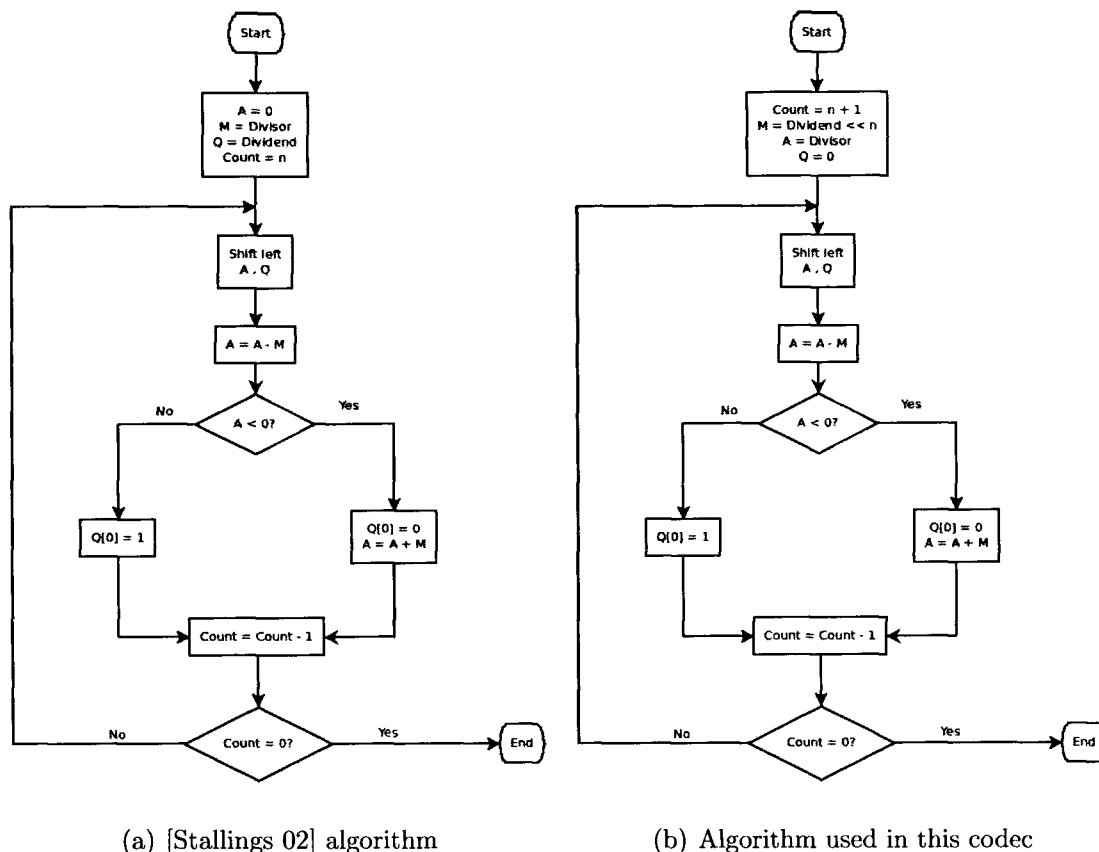 Start
A = 0
M = Divisor
Q = Dividend
Count = n
Shift left
A , Q
A = A - M
No
A < 0?
Yes
Q[0] = 1
Q[0] = 0
A = A + M
Count = Count - 1
No
Count = 0?
Yes
End
(a) [Stallings 02] algorithm
Start
Count = n + 1
M = Dividend << n
A = Divisor
Q = 0
Shift left
A , Q
A = A - M
No
A < 0?
Yes
Q[0] = 1
Q[0] = 0
A = A + M
Count = Count - 1
No
Count = 0?
Yes
End
(b) Algorithm used in this codec